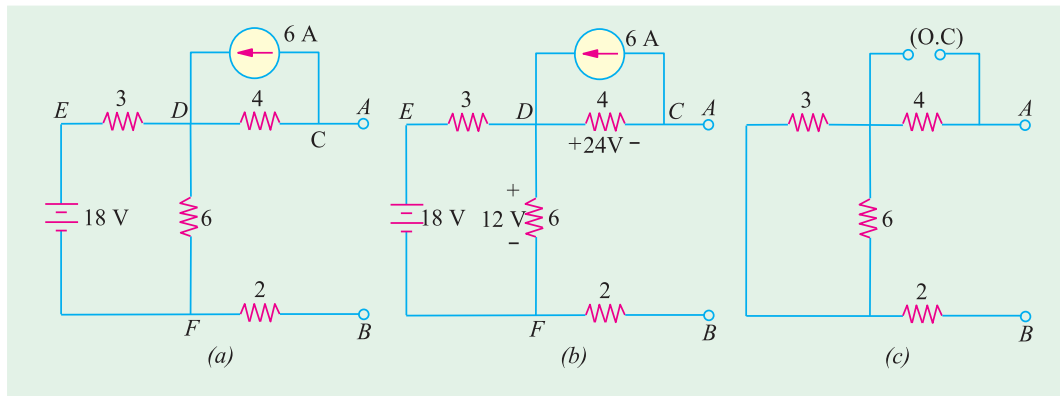 6 A
E 3 D 4 A
C
18 V 6
2
F B
(a)
6 A
E 3 D 4 C A
+24V −
+
18 V 12 V 6
−
2
F B
(b)
(O.C)
3 4 A
6
2
B
(c)